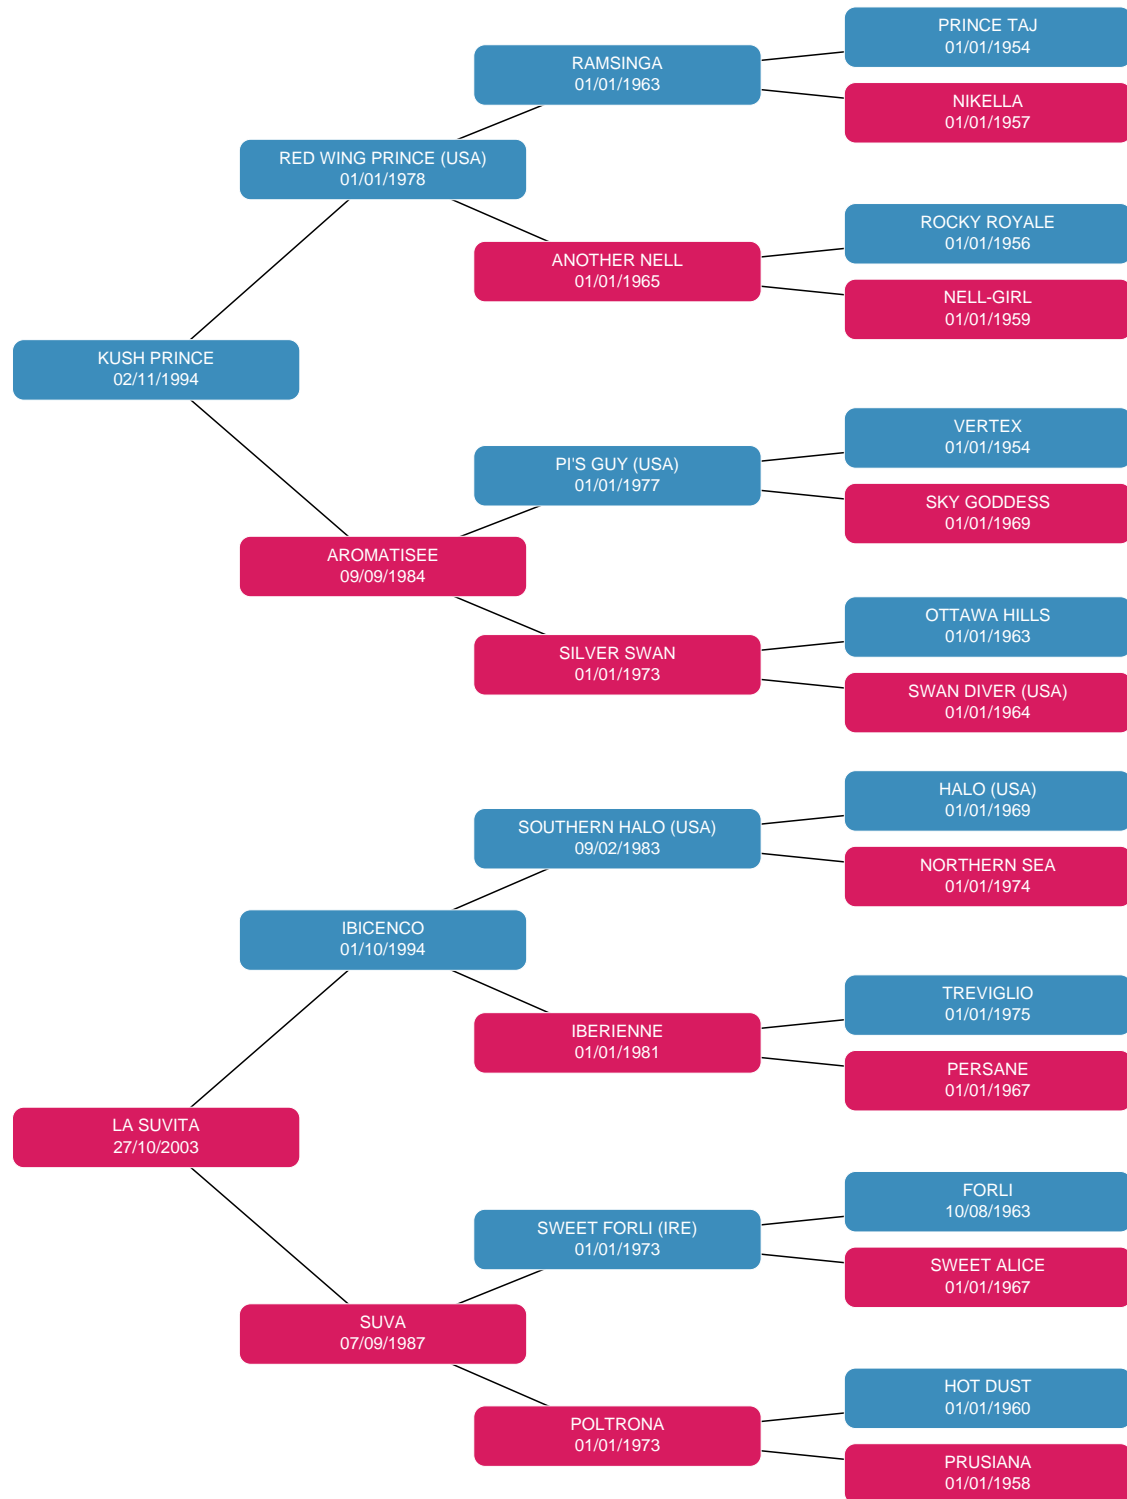 PRINCE TAJ
01/01/1954
RAMSINGA
01/01/1963
NIKELLA
01/01/1957
RED WING PRINCE (USA)
01/01/1978
ROCKY ROYALE
01/01/1956
ANOTHER NELL
01/01/1965
NELL-GIRL
01/01/1959
KUSH PRINCE
02/11/1994
VERTEX
01/01/1954
PI'S GUY (USA)
01/01/1977
SKY GODDESS
01/01/1969
AROMATISEE
09/09/1984
OTTAWA HILLS
01/01/1963
SILVER SWAN
01/01/1973
SWAN DIVER (USA)
01/01/1964
HALO (USA)
01/01/1969
SOUTHERN HALO (USA)
09/02/1983
NORTHERN SEA
01/01/1974
IBICENCO
01/10/1994
TREVIGLIO
01/01/1975
IBERIENNE
01/01/1981
PERSANE
01/01/1967
LA SUVITA
27/10/2003
FORLI
10/08/1963
SWEET FORLI (IRE)
01/01/1973
SWEET ALICE
01/01/1967
SUVA
07/09/1987
HOT DUST
01/01/1960
POLTRONA
01/01/1973
PRUSIANA
01/01/1958